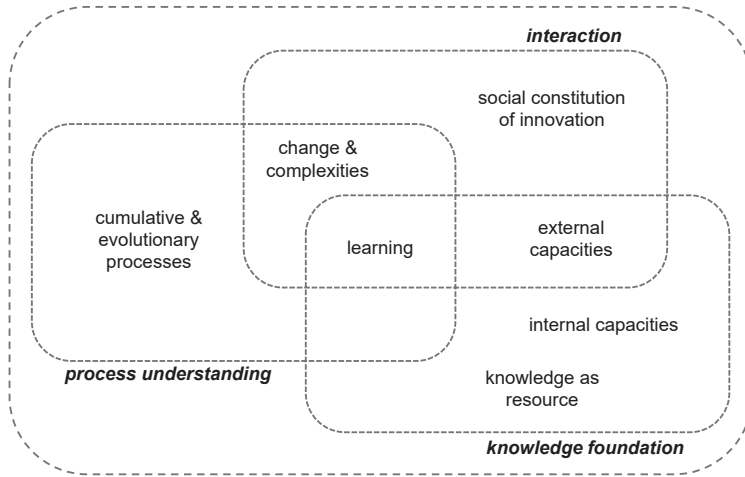 interaction
social constitution
of innovation
change &
complexities
cumulative &
evolutionary
processes
learning
external
capacities
internal capacities
process understanding
knowledge as
resource
knowledge foundation